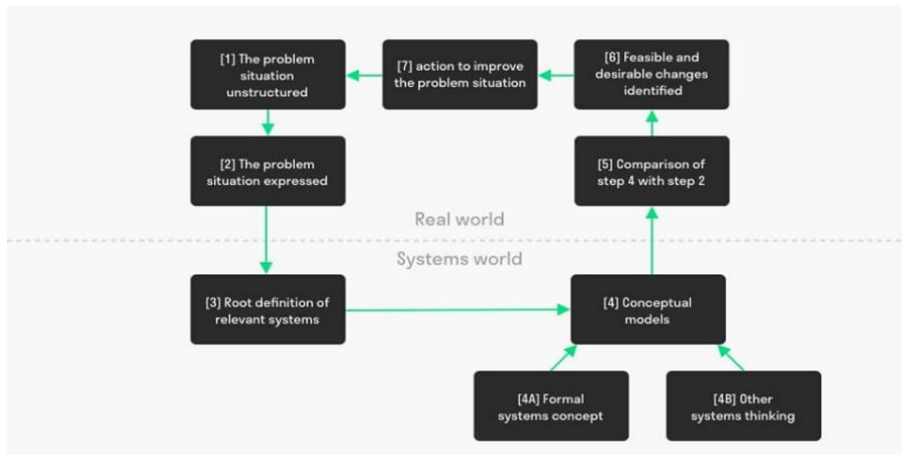 [1] The problem
situation
unstructured
[7] action to improve
the problem situation
[6] Feasible and
desirable changes
identified
[2] The problem
situation expressed
[5] Comparison of
step 4 with step 2
Real world
Systems world
[3] Root definition of
relevant systems
[4] Conceptual
models
[4A] Formal
systems concept
[4B] Other
systems thinking